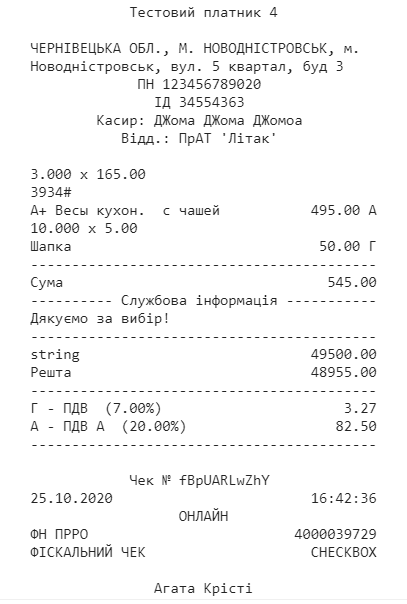 Тестовий платник 4
ЧЕРНІВЕЦЬКА ОБЛ., М. НОВОДНІСТРОВСЬК, м.
Новодністровськ, вул. 5 квартал, буд 3
ПН 123456789020
ІД 34554363
Касир: ДЖома ДЖома ДЖомоа
Відд.: ПрАТ 'Літак'
3.000 x 165.00
3934#
А+ Весы кухон. с чашей 495.00 А
10.000 x 5.00
Шапка 50.00 Г
-----------------------------------------
Сума 545.00
---------- Службова інформація -----------
Дякуємо за вибір!
-----------------------------------------
string 49500.00
Решта 48955.00
-----------------------------------------
Г - ПДВ (7.00%) 3.27
А - ПДВ А (20.00%) 82.50
-----------------------------------------
Чек № fBpUARLwZhY
25.10.2020 16:42:36
ОНЛАЙН
ФН ПРРО 4000039729
ФІСКАЛЬНИЙ ЧЕК CHECKBOX
Агата Крісті